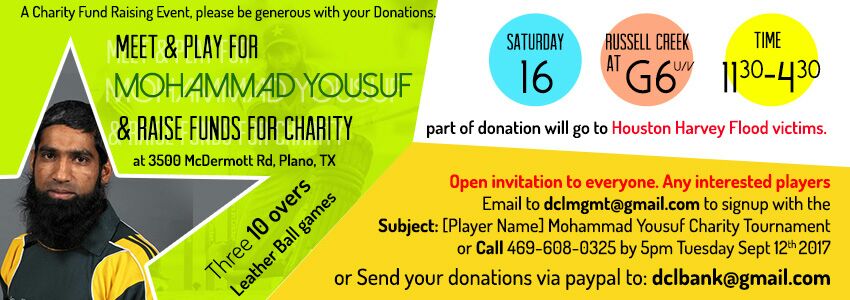 A Charity Fund Raising Event, please be generous with your Donations.
MEET & PLAY FOR
MOHAMMAD YOUSUF
& RAISE FUNDS FOR CHARITY
at 3500 McDermott Rd, Plano, TX
Three 10 overs
Leather Ball games
SATURDAY
16
RUSSELL CREEK
AT G6 U/V
TIME
11 30 - 4 30
part of donation will go to Houston Harvey Flood victims.
Open invitation to everyone. Any interested players
Email to dclmgmt@gmail.com to signup with the
Subject: [Player Name] Mohammad Yousuf Charity Tournament
or Call 469-608-0325 by 5pm Tuesday Sept 12th 2017
or Send your donations via paypal to: dclbank@gmail.com